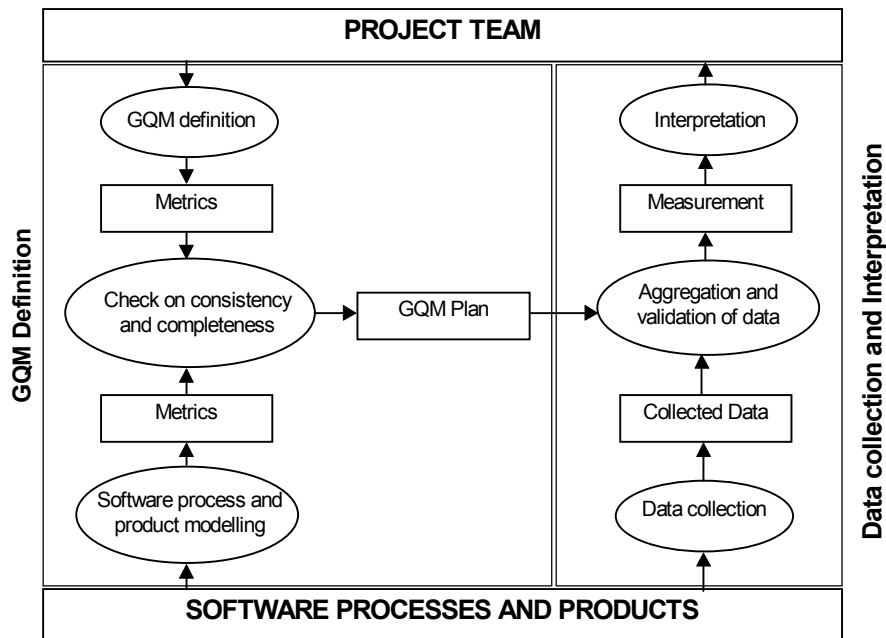 PROJECT TEAM
GQM Definition
GQM definition
Metrics
Check on consistency
and completeness
Metrics
Software process and
product modelling
GQM Plan
Interpretation
Measurement
Aggregation and
validation of data
Collected Data
Data collection
Data collection and Interpretation
SOFTWARE PROCESSES AND PRODUCTS